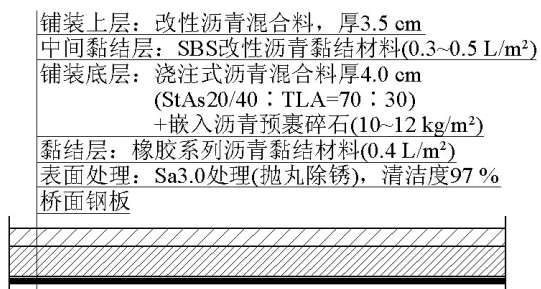 铺装上层：改性沥青混合料，厚3.5 cm
中间黏结层：SBS改性沥青黏结材料(0.3~0.5 L/m²)
铺装底层：浇注式沥青混合料厚4.0 cm
(StAs20/40∶TLA=70∶30)
+嵌入沥青预裹碎石(10~12 kg/m²)
黏结层：橡胶系列沥青黏结材料(0.4 L/m²)
表面处理：Sa3.0处理(抛丸除锈)，清洁度97 %
桥面钢板